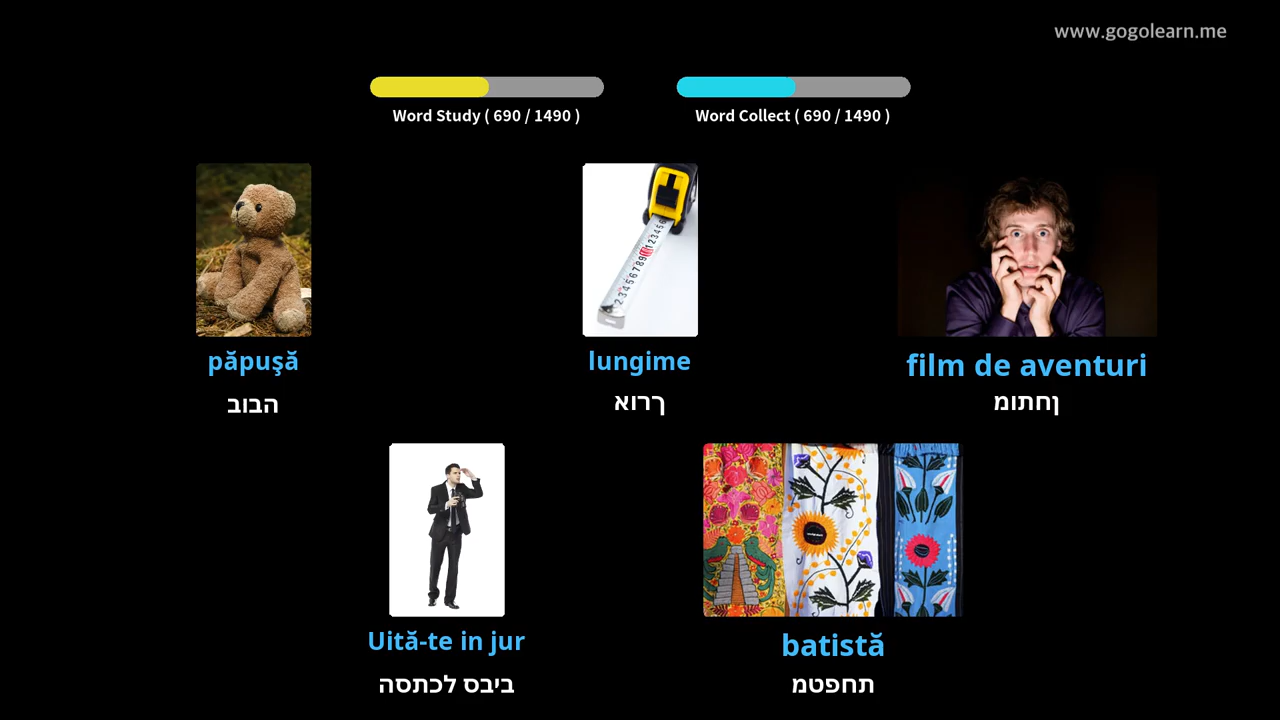 www.gogolearn.me
Word Study ( 690 / 1490 )
Word Collect ( 690 / 1490 )
păpuşă
הבוב
lungime
ךרוא
film de aventuri
ןחתומ
Uită-te in jur
ביבס לכתסה
batistă
תחפטמ